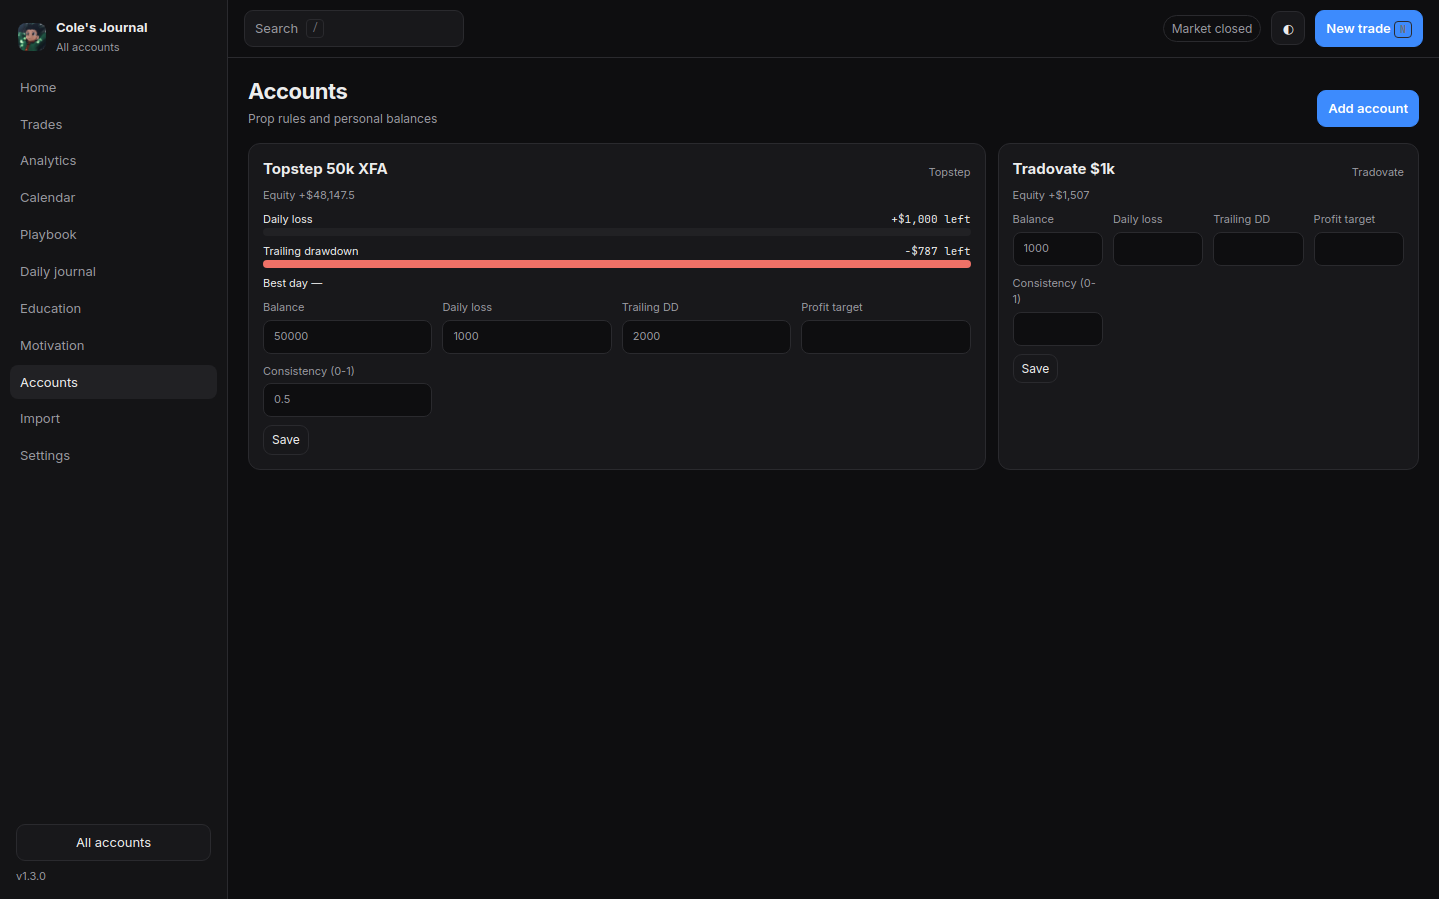 Cole's Journal
All accounts
Home
Trades
Analytics
Calendar
Playbook
Daily journal
Education
Motivation
Accounts
Import
Settings
All accounts
v1.3.0
Search /
Market closed
New trade
Accounts
Prop rules and personal balances
Add account
Topstep 50k XFA
Topstep
Equity +$48,147.5
Daily loss +$1,000 left
Trailing drawdown -$787 left
Best day —
Balance Daily loss Trailing DD Profit target
50000 1000 2000
Consistency (0-1)
0.5
Save
Tradovate $1k
Tradovate
Equity +$1,507
Balance Daily loss Trailing DD Profit target
1000
Consistency (0-
1)
Save